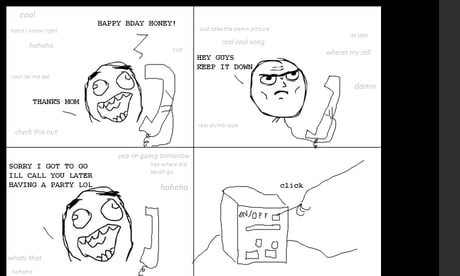 cool
haha i know right
hahaha
HAPPY BDAY HONEY!
cool let me see
THANKS MOM
check this out
just take the damn picture
real cool song
its late
wheres my cell
HEY GUYS
KEEP IT DOWN
damn
yea im going tomorrow
hey where did
hahaha
SORRY I GOT TO GO
ILL CALL YOU LATER
HAVING A PARTY LOL
whats that
hahaha
click
ON/OFF